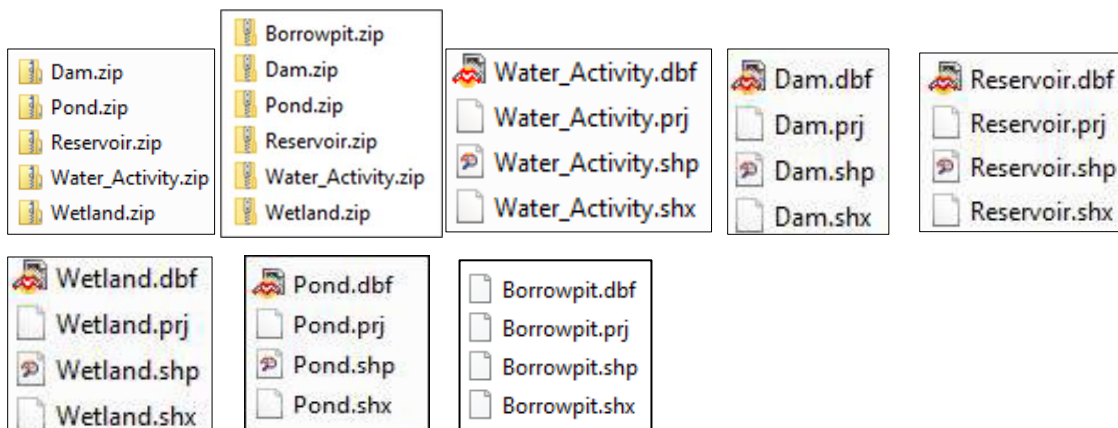 Dam.zip
Pond.zip
Reservoir.zip
Water_Activity.zip
Wetland.zip
Borrowpit.zip
Dam.zip
Pond.zip
Reservoir.zip
Water_Activity.zip
Wetland.zip
Water_Activity.dbf
Water_Activity.prj
Water_Activity.shp
Water_Activity.shx
Dam.dbf
Dam.prj
Dam.shp
Dam.shx
Reservoir.dbf
Reservoir.prj
Reservoir.shp
Reservoir.shx
Wetland.dbf
Wetland.prj
Wetland.shp
Wetland.shx
Pond.dbf
Pond.prj
Pond.shp
Pond.shx
Borrowpit.dbf
Borrowpit.prj
Borrowpit.shp
Borrowpit.shx